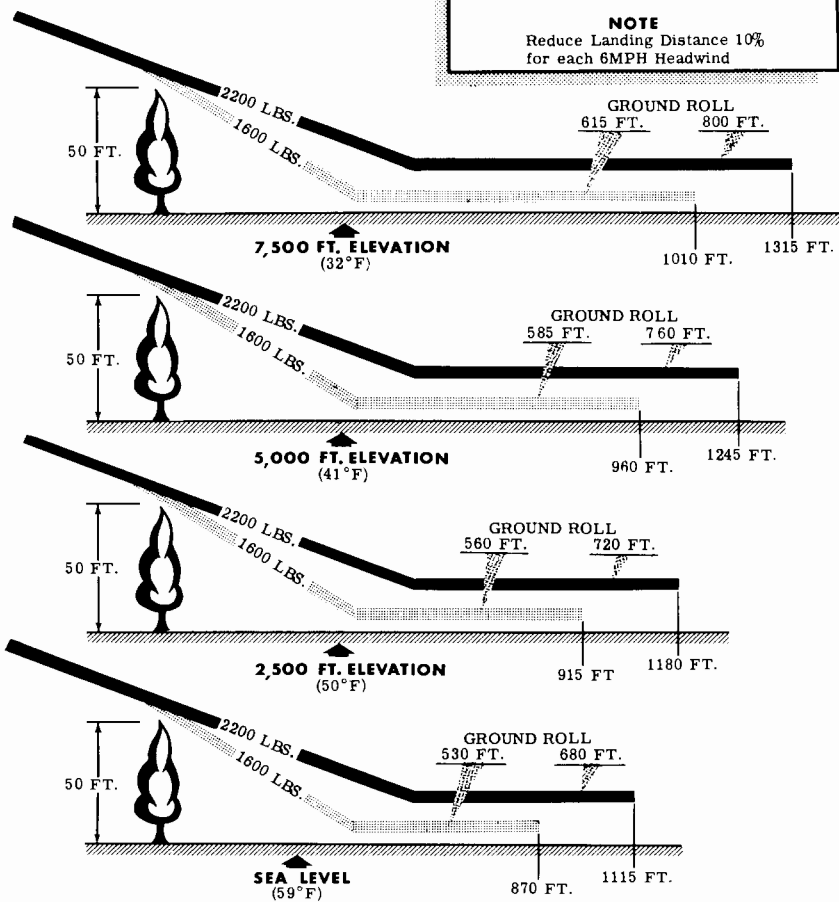 NOTE
Reduce Landing Distance 10%
for each 6MPH Headwind
GROUND ROLL
615 FT. 800 FT.
2200 LBS.
1600 LBS.
50 FT.
7,500 FT. ELEVATION
(32°F)
1010 FT.
1315 FT.
GROUND ROLL
585 FT. 760 FT.
2200 LBS.
1600 LBS.
50 FT.
5,000 FT. ELEVATION
(41°F)
960 FT.
1245 FT.
GROUND ROLL
560 FT. 720 FT.
2200 LBS.
1600 LBS.
50 FT.
2,500 FT. ELEVATION
(50°F)
915 FT
1180 FT.
GROUND ROLL
530 FT. 680 FT.
2200 LBS.
1600 LBS.
50 FT.
SEA LEVEL
(59°F)
870 FT.
1115 FT.